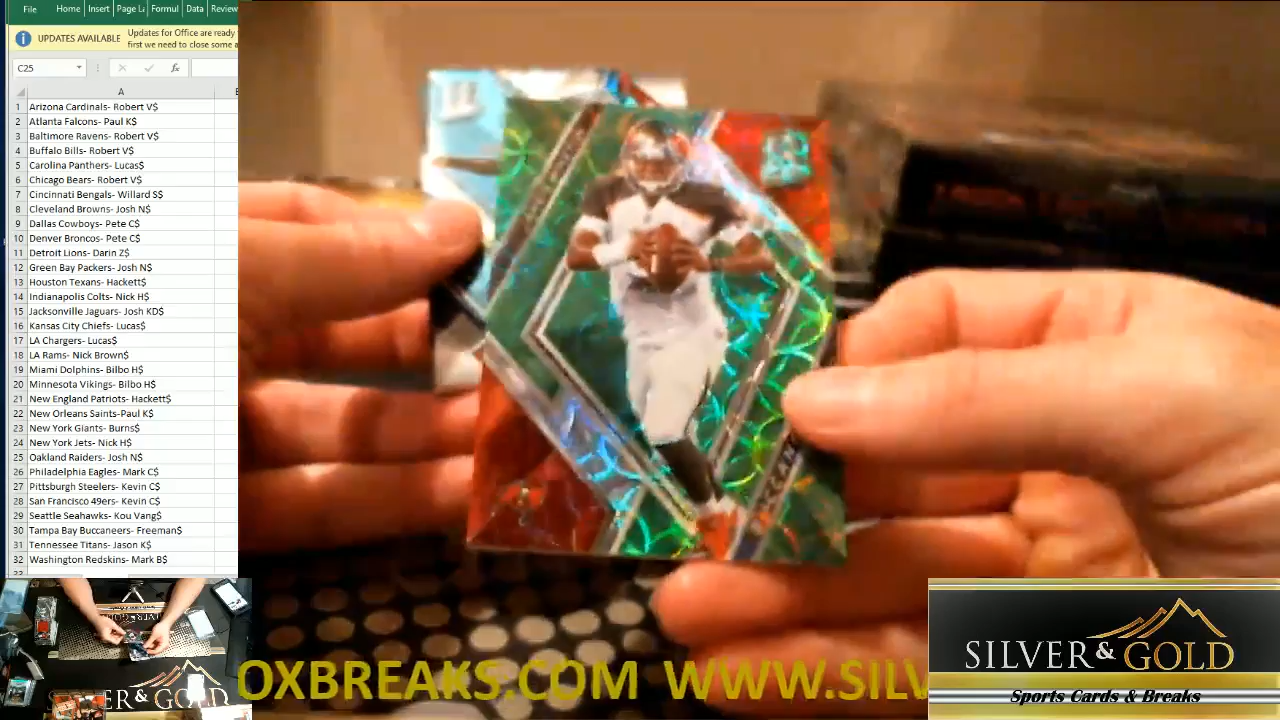 File Home Insert Page La Formul Data Review
UPDATES AVAILABLE Updates for Office are ready
first we need to close some a
C25
fx
A
1 Arizona Cardinals- Robert V$
2 Atlanta Falcons- Paul K$
3 Baltimore Ravens- Robert V$
4 Buffalo Bills- Robert V$
5 Carolina Panthers- Lucas$
6 Chicago Bears- Robert V$
7 Cincinnati Bengals- Willard S$
8 Cleveland Browns- Josh N$
9 Dallas Cowboys- Pete C$
10 Denver Broncos- Pete C$
11 Detroit Lions- Darin Z$
12 Green Bay Packers- Josh N$
13 Houston Texans- Hackett$
14 Indianapolis Colts- Nick H$
15 Jacksonville Jaguars- Josh KD$
16 Kansas City Chiefs- Lucas$
17 LA Chargers- Lucas$
18 LA Rams- Nick Brown$
19 Miami Dolphins- Bilbo H$
20 Minnesota Vikings- Bilbo H$
21 New England Patriots- Hackett$
22 New Orleans Saints-Paul K$
23 New York Giants- Burns$
24 New York Jets- Nick H$
25 Oakland Raiders- Josh N$
26 Philadelphia Eagles- Mark C$
27 Pittsburgh Steelers- Kevin C$
28 San Francisco 49ers- Kevin C$
29 Seattle Seahawks- Kou Vang$
30 Tampa Bay Buccaneers- Freeman$
31 Tennessee Titans- Jason K$
32 Washington Redskins- Mark B$
SILVER & GOLD
Sports Cards & Breaks
OXBREAKS.COM WWW.SILV